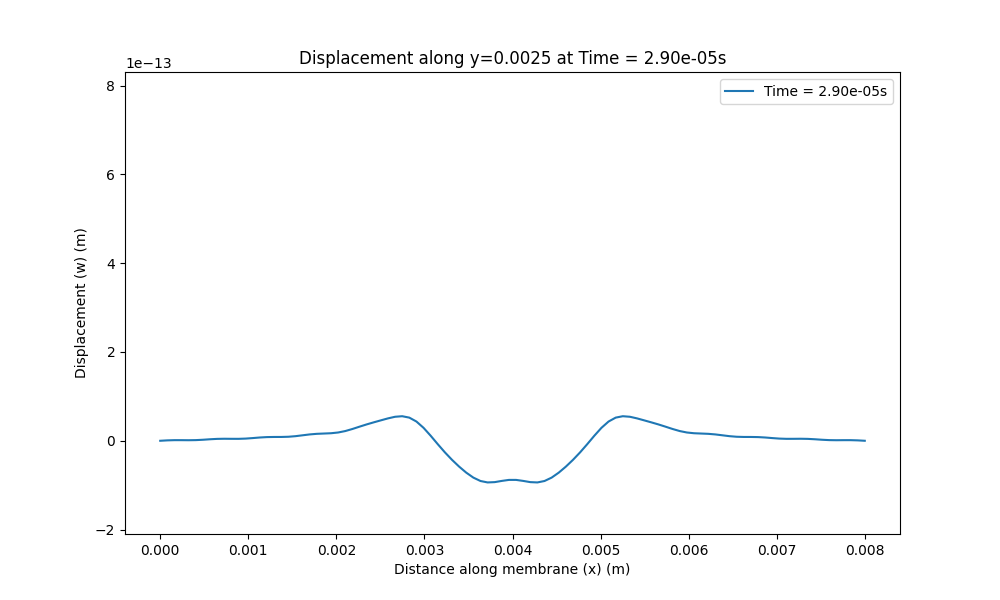 Displacement along y=0.0025 at Time = 2.90e-05s
1e−13
Time = 2.90e-05s
8
6
4
2
0
−2
Displacement (w) (m)
0.000 0.001 0.002 0.003 0.004 0.005 0.006 0.007 0.008
Distance along membrane (x) (m)